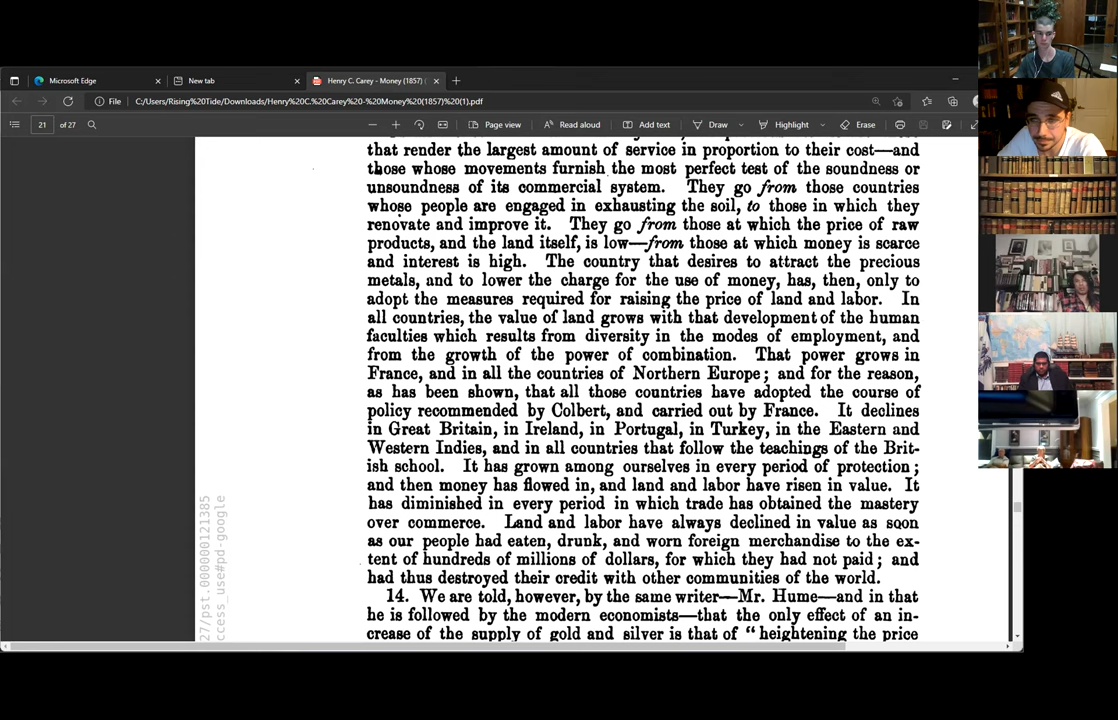 Microsoft Edge
New tab
Henry C. Carey - Money (1857) (
File C:/Users/Rising%20Tide/Downloads/Henry%20C.%20Carey%20-%20Money%20(1857)%20(1).pdf
21 of 27 Page view Read aloud Add text Draw Highlight Erase
that render the largest amount of service in proportion to their cost—and
those whose movements furnish the most perfect test of the soundness or
unsoundness of its commercial system. They go from those countries
whose people are engaged in exhausting the soil, to those in which they
renovate and improve it. They go from those at which the price of raw
products, and the land itself, is low—from those at which money is scarce
and interest is high. The country that desires to attract the precious
metals, and to lower the charge for the use of money, has, then, only to
adopt the measures required for raising the price of land and labor. In
all countries, the value of land grows with that development of the human
faculties which results from diversity in the modes of employment, and
from the growth of the power of combination. That power grows in
France, and in all the countries of Northern Europe; and for the reason,
as has been shown, that all those countries have adopted the course of
policy recommended by Colbert, and carried out by France. It declines
in Great Britain, in Ireland, in Portugal, in Turkey, in the Eastern and
Western Indies, and in all countries that follow the teachings of the Brit-
ish school. It has grown among ourselves in every period of protection;
and then money has flowed in, and land and labor have risen in value. It
has diminished in every period in which trade has obtained the mastery
over commerce. Land and labor have always declined in value as soon
as our people had eaten, drunk, and worn foreign merchandise to the ex-
tent of hundreds of millions of dollars, for which they had not paid; and
had thus destroyed their credit with other communities of the world.
14. We are told, however, by the same writer—Mr. Hume—and in that
he is followed by the modern economists—that the only effect of an in-
crease of the supply of gold and silver is that of "heightening the price
27/pst.000000121385
ccess_use#pd-google